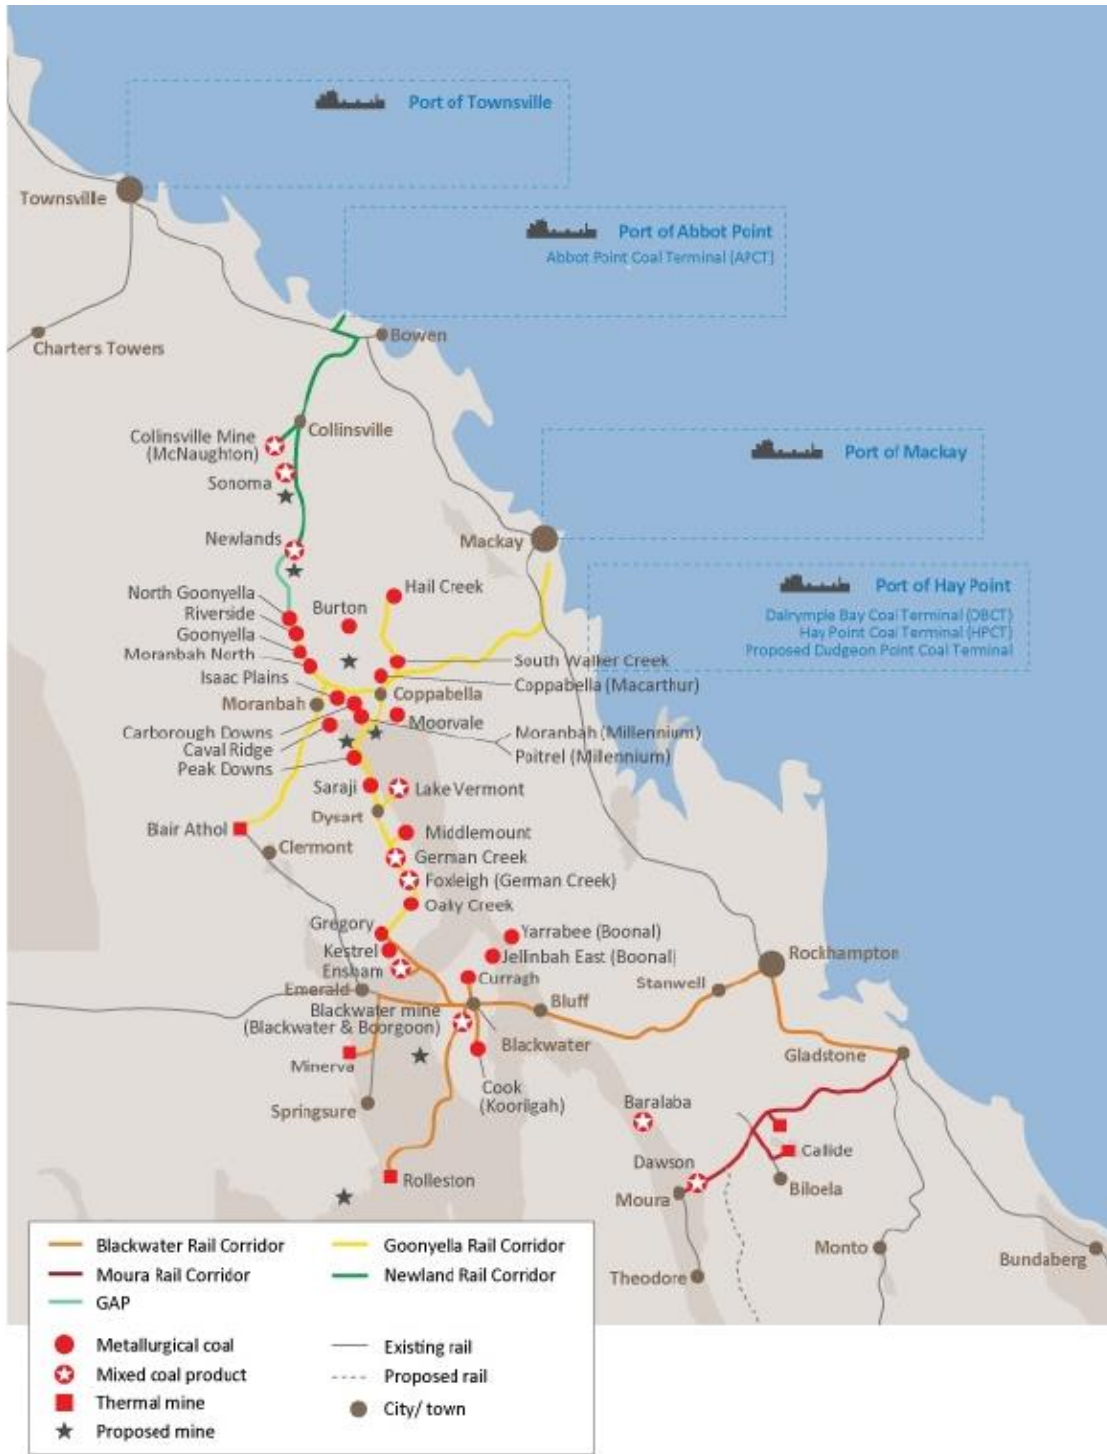 Port of Townsville
Townsville
Port of Abbot Point
Abbot Point Coal Terminal (APCT)
Bowen
Charters Towers
Collinsville
Collinsville Mine
(McNaughton)
Port of Mackay
Sonoma
Newlands
Mackay
Port of Hay Point
Dalrymple Bay Coal Terminal (DBCT)
Hay Point Coal Terminal (HPCT)
Proposed Dudgeon Point Coal Terminal
North Goonyella
Hail Creek
Riverside
Burton
Goonyella
Moranbah North
South Walker Creek
Isaac Plains
Coppabella (Macarthur)
Moranbah
Coppabella
Carborough Downs
Moorvale
Moranbah (Millennium)
Caval Ridge
Poitrel (Millennium)
Peak Downs
Saraji
Lake Vermont
Dysart
Blair Athol
Middlemount
Clermont
German Creek
Foxleigh (German Creek)
Oaky Creek
Gregory
Yarrabee (Boonal)
Kestrel
Jellinbah East (Boonal)
Rockhampton
Ensham
Curragh
Stanwell
Emerald
Bluff
Blackwater mine
(Blackwater & Boorgoon)
Blackwater
Gladstone
Minerva
Cook
(Koorilgah)
Springsure
Baralaba
Callide
Dawson
Rolleston
Biloela
Moura
Monto
Bundaberg
Theodore
Blackwater Rail Corridor
Goonyella Rail Corridor
Moura Rail Corridor
Newland Rail Corridor
GAP
Metallurgical coal
Existing rail
Mixed coal product
Proposed rail
Thermal mine
City/ town
Proposed mine